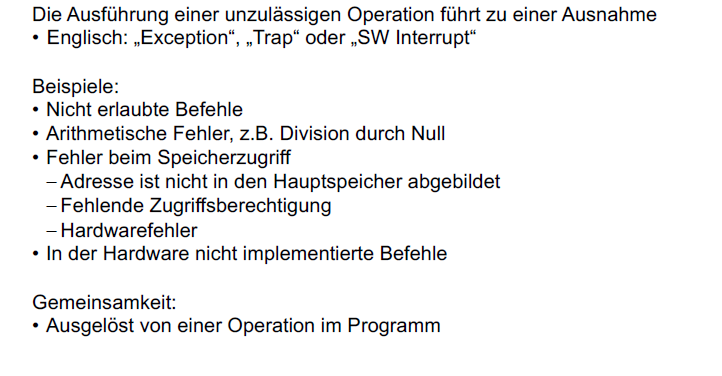 Die Ausführung einer unzulässigen Operation führt zu einer Ausnahme
• Englisch: „Exception“, „Trap“ oder „SW Interrupt“
Beispiele:
• Nicht erlaubte Befehle
• Arithmetische Fehler, z.B. Division durch Null
• Fehler beim Speicherzugriff
– Adresse ist nicht in den Hauptspeicher abgebildet
– Fehlende Zugriffsberechtigung
– Hardwarefehler
• In der Hardware nicht implementierte Befehle
Gemeinsamkeit:
• Ausgelöst von einer Operation im Programm